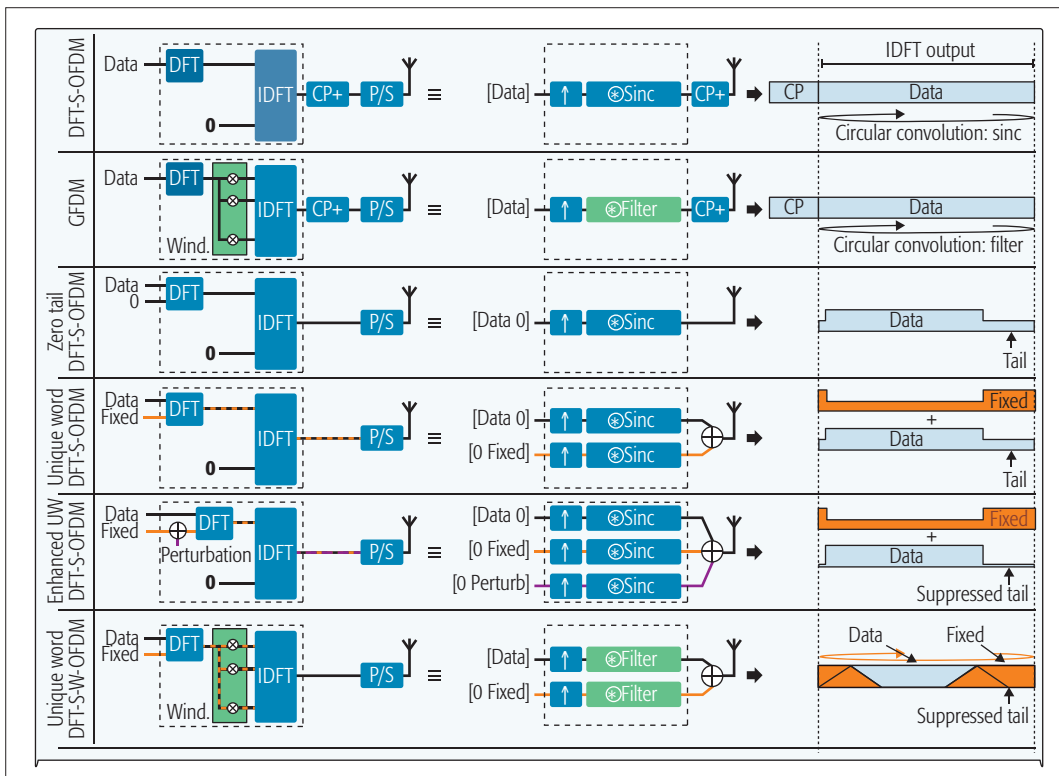 DFT-S-OFDM
Data
DFT
IDFT
0
CP+
P/S
≡
[Data]
↑
⊛Sinc
CP+
IDFT output
CP
Data
Circular convolution: sinc
GFDM
Data
DFT
Wind.
IDFT
CP+
P/S
≡
[Data]
↑
⊛Filter
CP+
CP
Data
Circular convolution: filter
Zero tail
DFT-S-OFDM
Data
0
DFT
IDFT
0
P/S
≡
[Data 0]
↑
⊛Sinc
Data
Tail
Unique word
DFT-S-OFDM
Data
Fixed
DFT
IDFT
0
P/S
≡
[Data 0]
↑
⊛Sinc
[0 Fixed]
↑
⊛Sinc
Fixed
+
Data
Tail
Enhanced UW
DFT-S-OFDM
Data
Fixed
DFT
Perturbation
IDFT
0
P/S
≡
[Data 0]
↑
⊛Sinc
[0 Fixed]
↑
⊛Sinc
[0 Perturb]
↑
⊛Sinc
Fixed
+
Data
Suppressed tail
Unique word
DFT-S-W-OFDM
Data
Fixed
DFT
Wind.
IDFT
P/S
≡
[Data]
↑
⊛Filter
[0 Fixed]
↑
⊛Filter
Data
Fixed
Suppressed tail